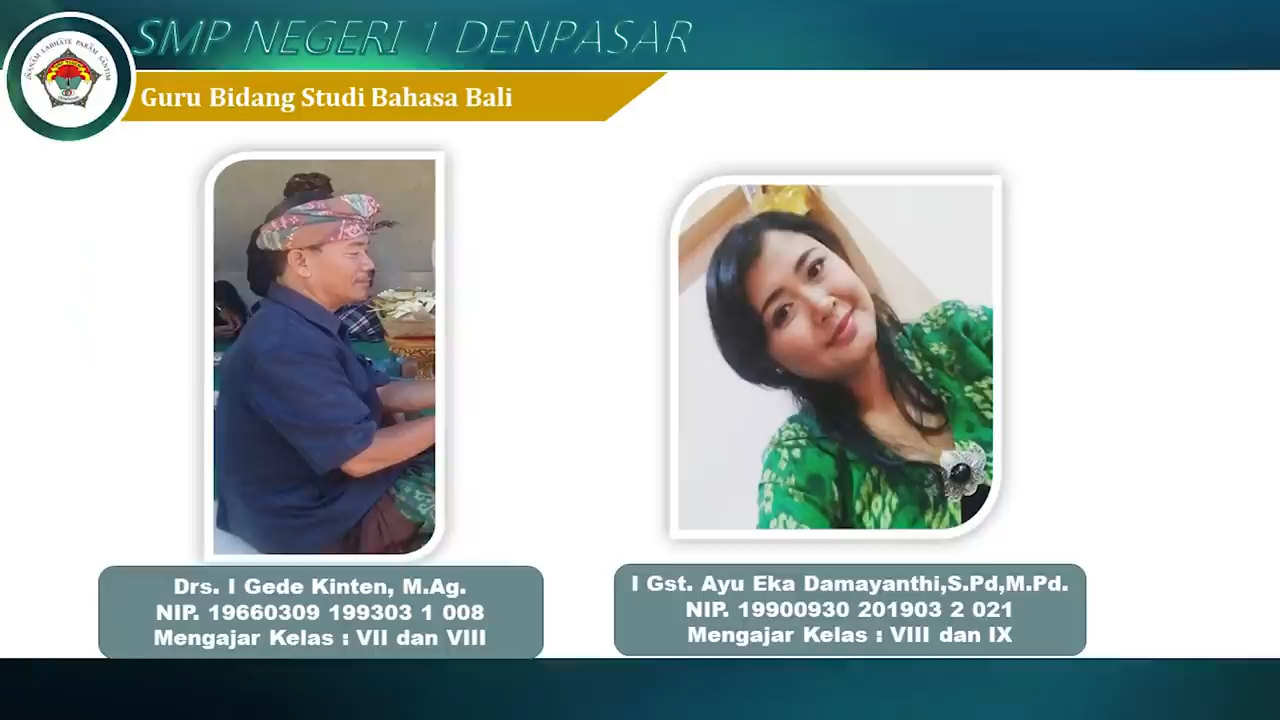 SMP NEGERI 1 DENPASAR
Guru Bidang Studi Bahasa Bali
Drs. I Gede Kinten, M.Ag.
NIP. 19660309 199303 1 008
Mengajar Kelas : VII dan VIII
I Gst. Ayu Eka Damayanthi,S.Pd,M.Pd.
NIP. 19900930 201903 2 021
Mengajar Kelas : VIII dan IX